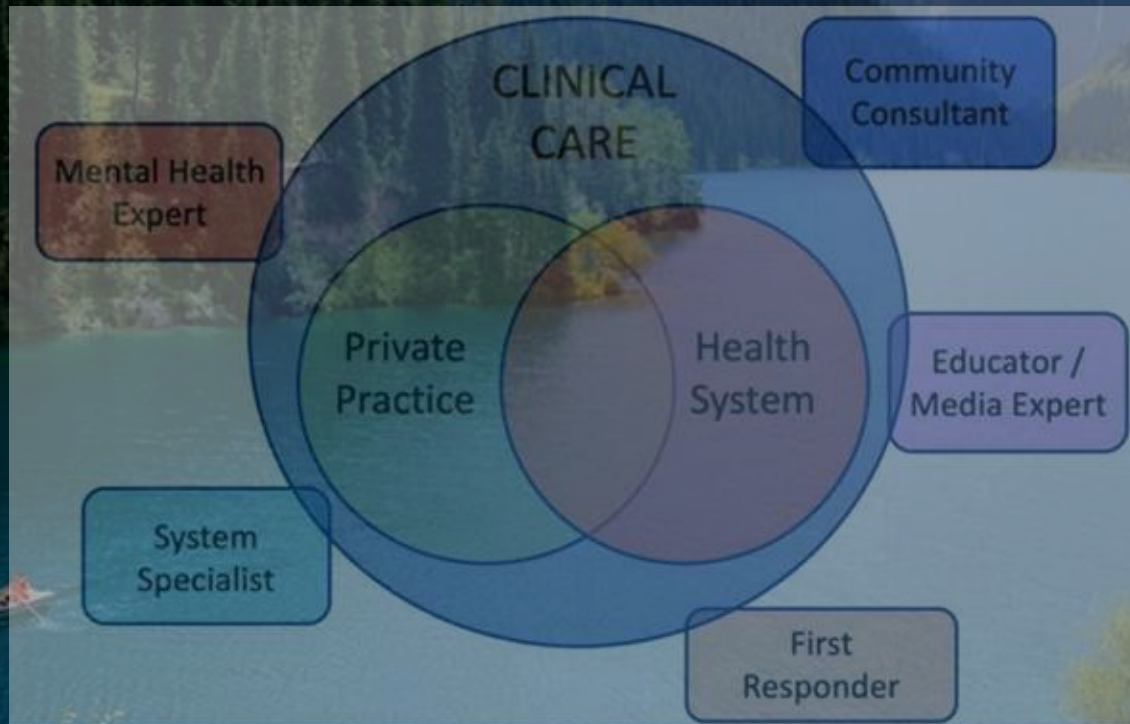 CLINICAL
CARE
Community
Consultant
Mental Health
Expert
Private
Practice
Health
System
Educator /
Media Expert
System
Specialist
First
Responder